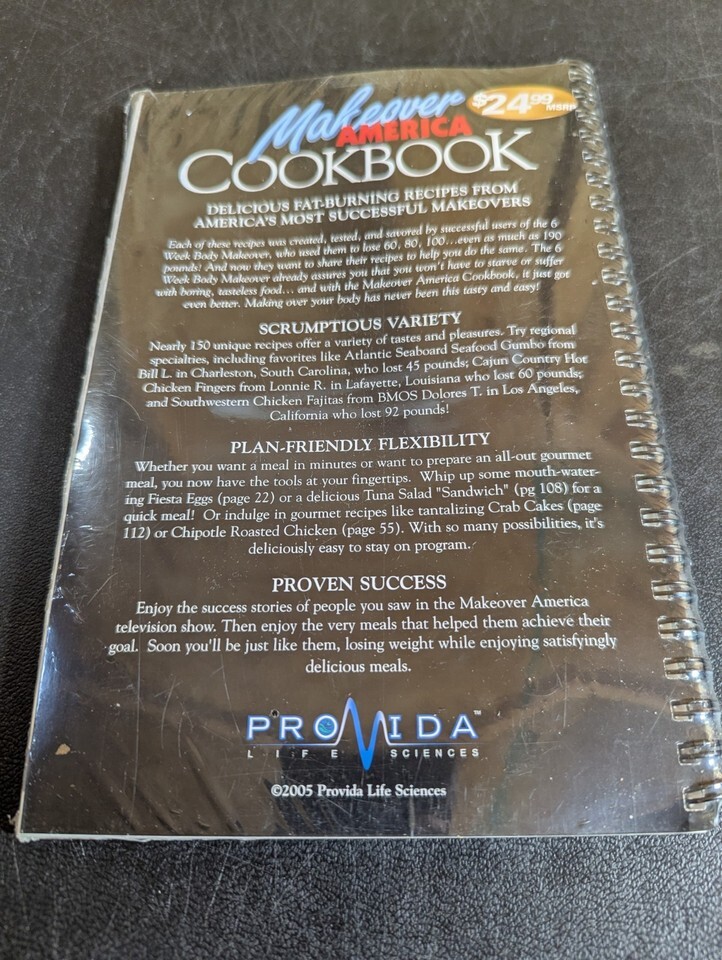 Makeover
$24.99 MSRP
AMERICA
COOKBOOK
DELICIOUS FAT-BURNING RECIPES FROM
AMERICA'S MOST SUCCESSFUL MAKEOVERS
Each of these recipes was created, tested, and savored by successful users of the 6
Week Body Makeover, who used them to lose 60, 80, 100...even as much as 190
pounds! And now they want to share their recipes to help you do the same. The 6
Week Body Makeover already assures you that you won't have to starve or suffer
with boring, tasteless food... and with the Makeover America Cookbook, it just got
even better. Making over your body has never been this tasty and easy!
SCRUMPTIOUS VARIETY
Nearly 150 unique recipes offer a variety of tastes and pleasures. Try regional
specialties, including favorites like Atlantic Seaboard Seafood Gumbo from
Bill L. in Charleston, South Carolina, who lost 45 pounds; Cajun Country Hot
Chicken Fingers from Lonnie R. in Lafayette, Louisiana who lost 60 pounds;
and Southwestern Chicken Fajitas from BMOS Dolores T. in Los Angeles,
California who lost 92 pounds!
PLAN-FRIENDLY FLEXIBILITY
Whether you want a meal in minutes or want to prepare an all-out gourmet
meal, you now have the tools at your fingertips. Whip up some mouth-water-
ing Fiesta Eggs (page 22) or a delicious Tuna Salad "Sandwich" (pg 108) for a
quick meal! Or indulge in gourmet recipes like tantalizing Crab Cakes (page
112) or Chipotle Roasted Chicken (page 55). With so many possibilities, it's
deliciously easy to stay on program.
PROVEN SUCCESS
Enjoy the success stories of people you saw in the Makeover America
television show. Then enjoy the very meals that helped them achieve their
goal. Soon you'll be just like them, losing weight while enjoying satisfyingly
delicious meals.
PROVIDA™
LIFE SCIENCES
©2005 Provida Life Sciences